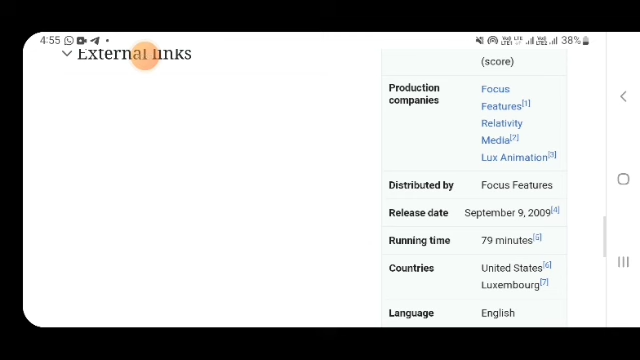 4:55
38%
External links
(score)
Production companies
Focus Features[1]
Relativity Media[2]
Lux Animation[3]
Distributed by Focus Features
Release date September 9, 2009[4]
Running time 79 minutes[5]
Countries United States[6]
Luxembourg[7]
Language English